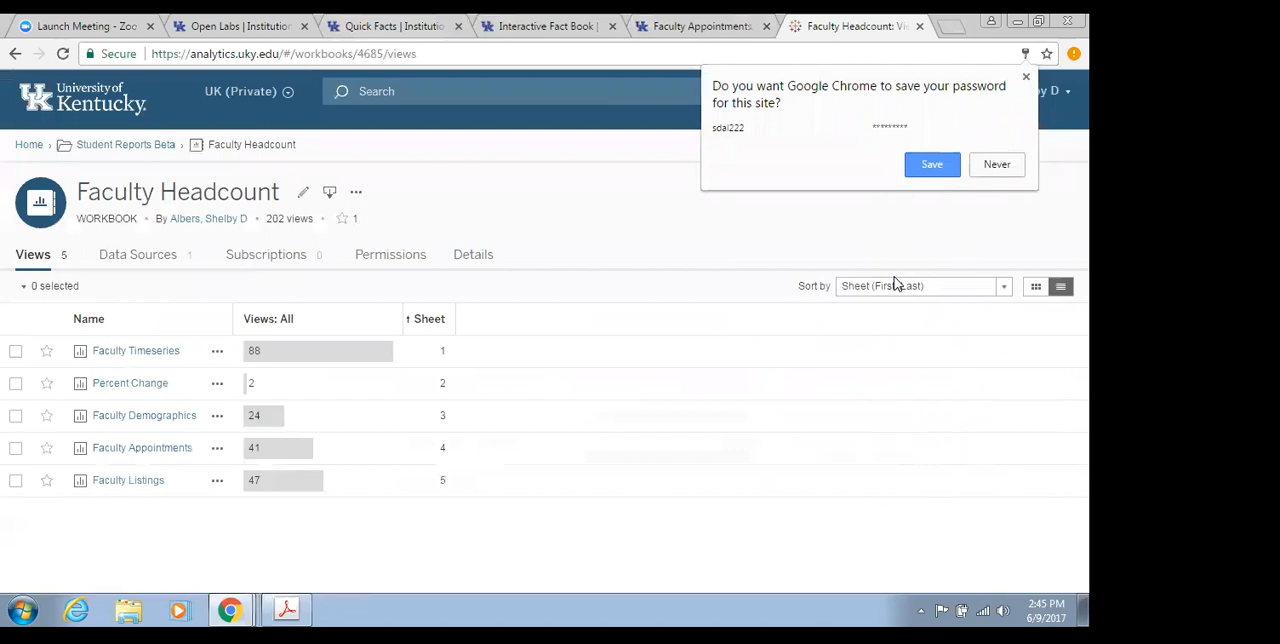 Launch Meeting - Zoo
Open Labs | Institution
Quick Facts | Institutio
Interactive Fact Book |
Faculty Appointments
Faculty Headcount: Vi
Secure
https://analytics.uky.edu/#/workbooks/4685/views
Do you want Google Chrome to save your password
for this site?
sdal222 *********
Save Never
University of
Kentucky.
UK (Private)
Search
by D
Home › Student Reports Beta › Faculty Headcount
Faculty Headcount
WORKBOOK • By Albers, Shelby D • 202 views • 1
Views 5 Data Sources 1 Subscriptions 0 Permissions Details
0 selected
Sort by Sheet (First-Last)
Name Views: All ↑ Sheet
Faculty Timeseries ••• 88 1
Percent Change ••• 2 2
Faculty Demographics ••• 24 3
Faculty Appointments ••• 41 4
Faculty Listings ••• 47 5
2:45 PM
6/9/2017